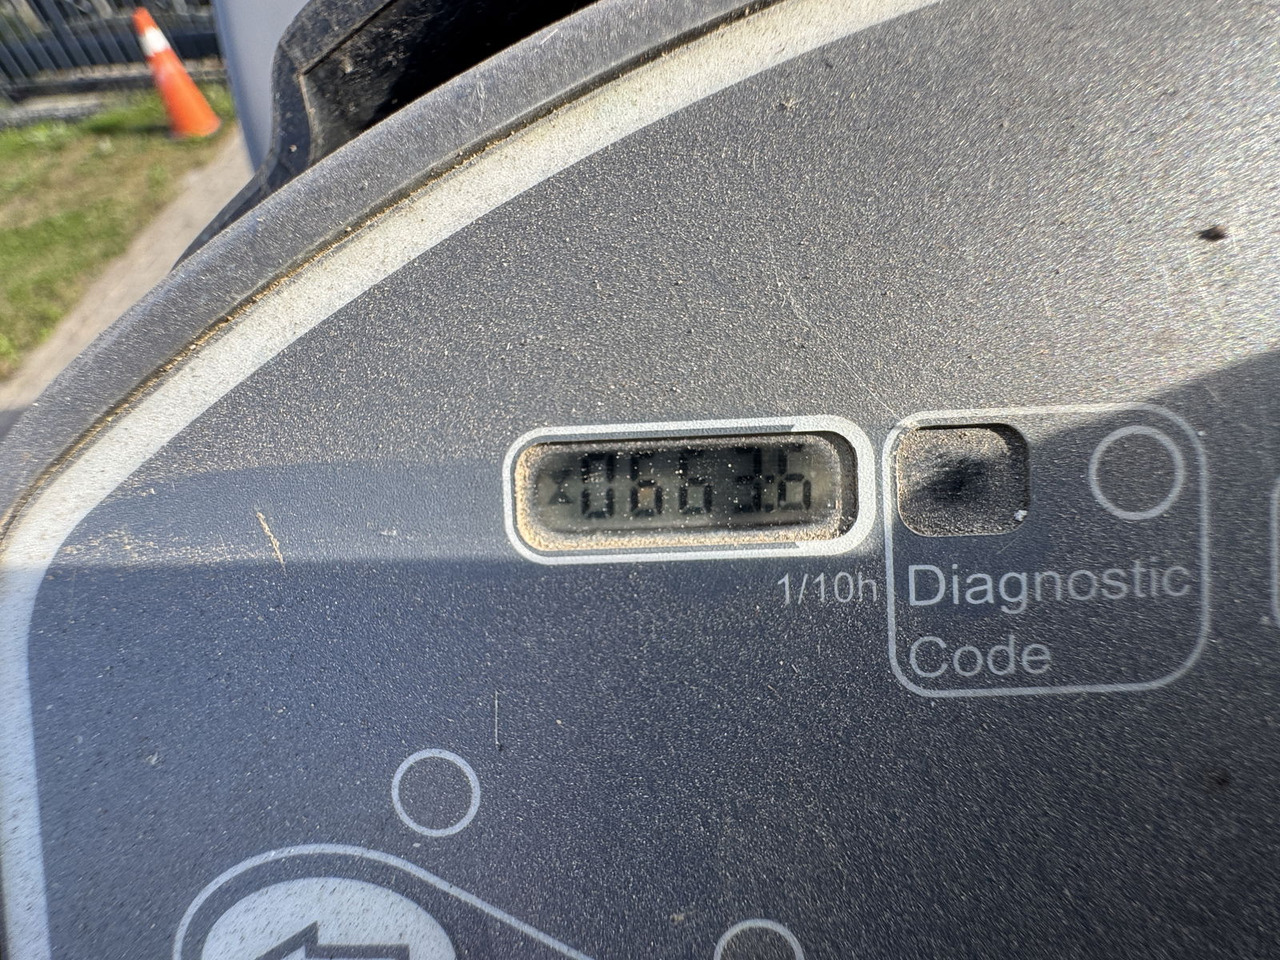 0663.6
1/10h
Diagnostic
Code